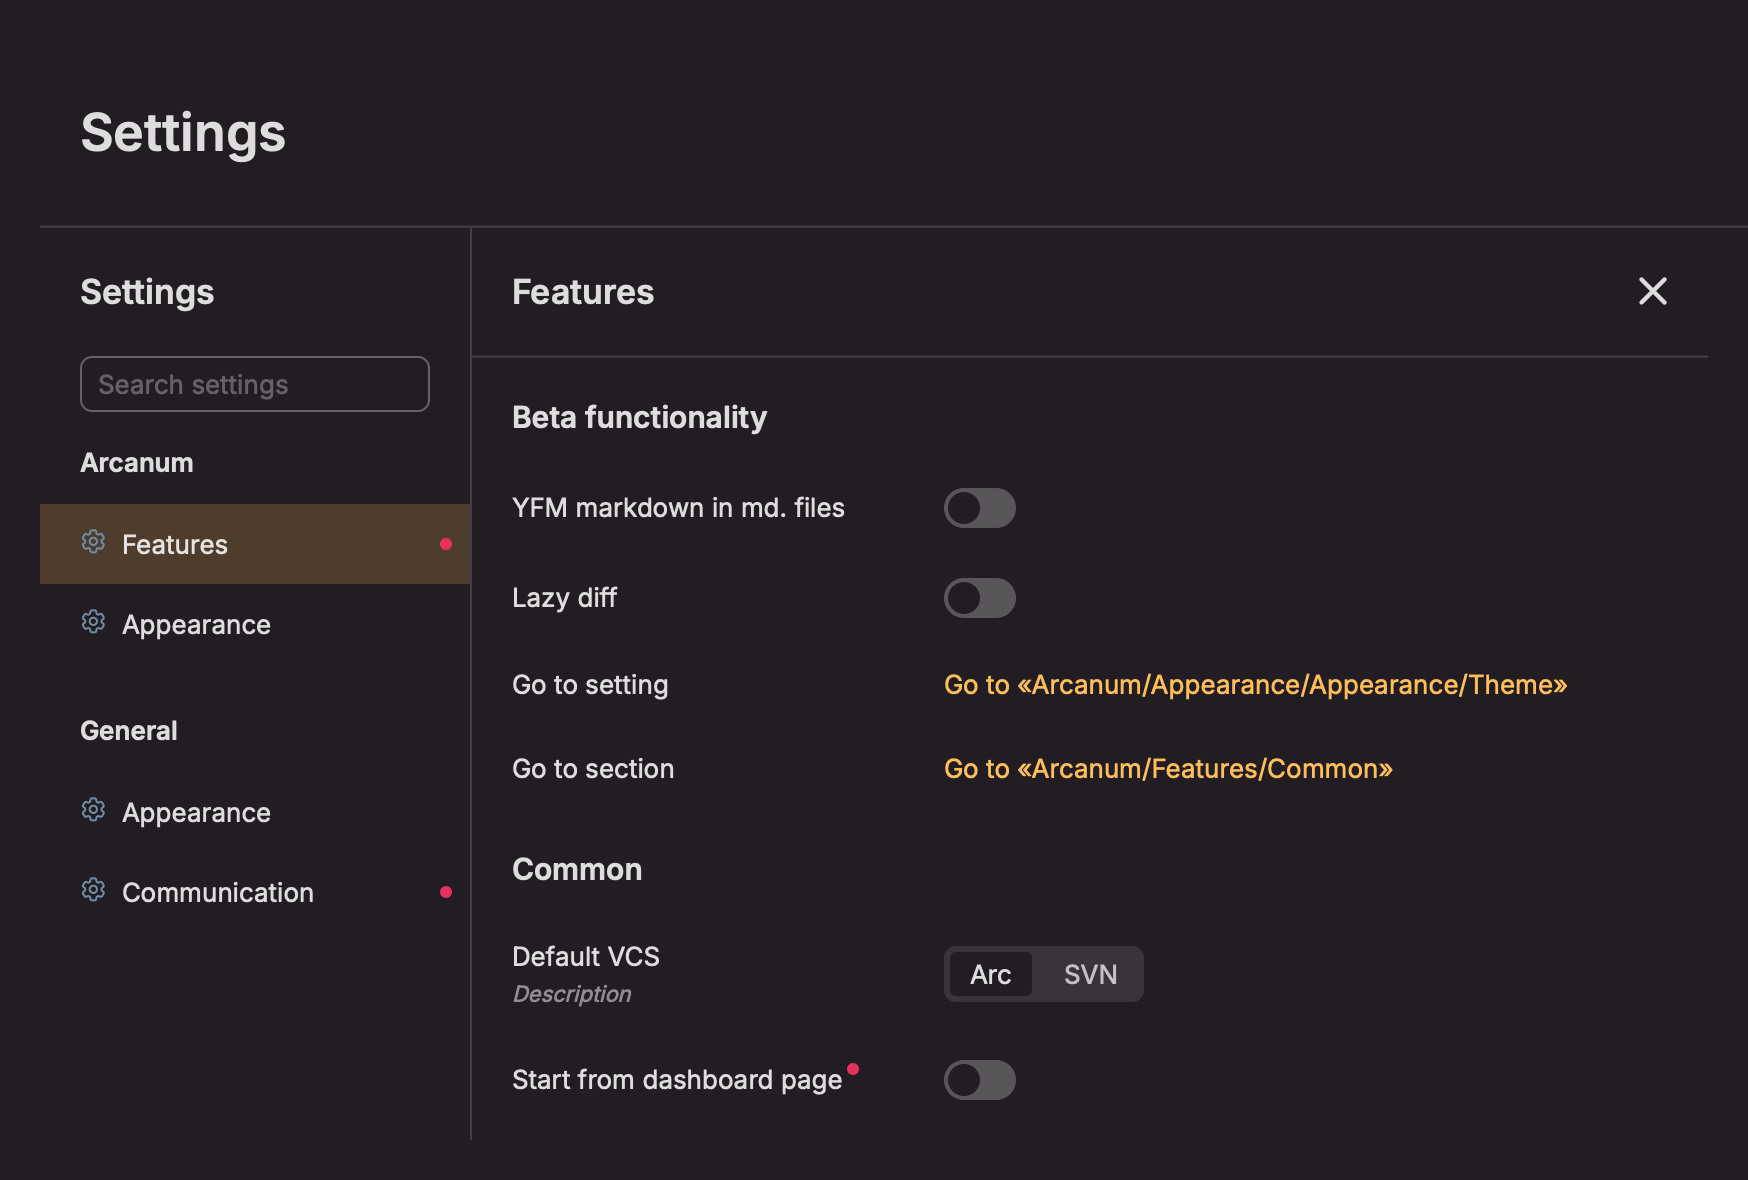 Settings
Settings
Search settings
Arcanum
Features
Appearance
General
Appearance
Communication
Features
Beta functionality
YFM markdown in md. files
Lazy diff
Go to setting
Go to «Arcanum/Appearance/Appearance/Theme»
Go to section
Go to «Arcanum/Features/Common»
Common
Default VCS
Description
Arc
SVN
Start from dashboard page